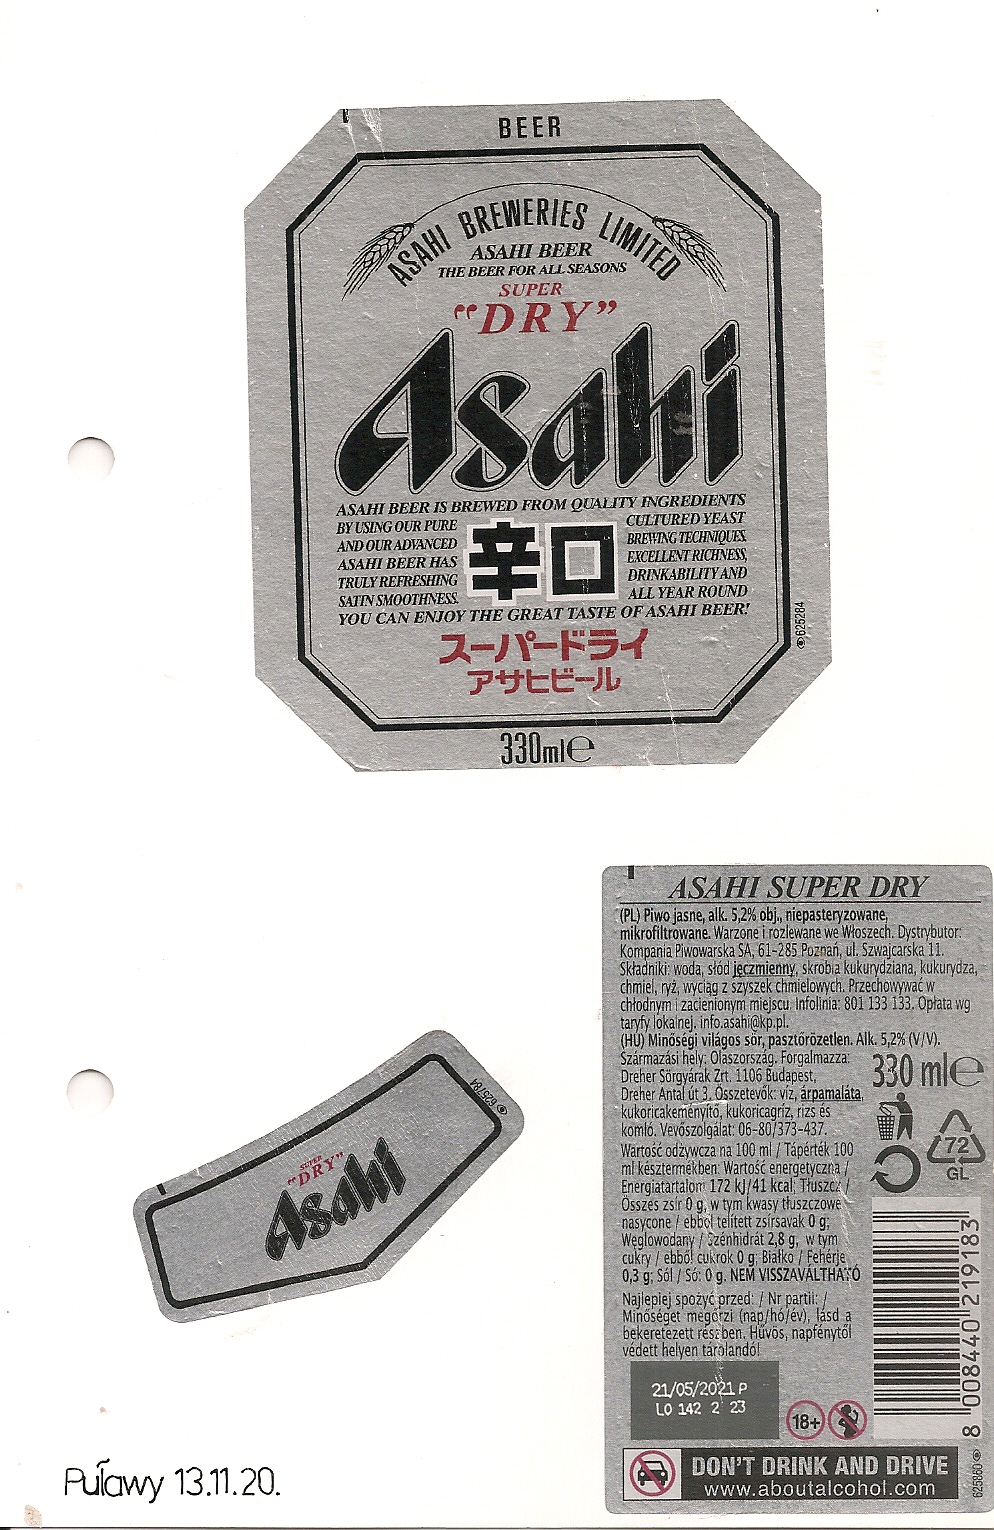 BEER
ASAHI BREWERIES LIMITED
ASAHI BEER
THE BEER FOR ALL SEASONS
SUPER
"DRY"
Asahi
ASAHI BEER IS BREWED FROM QUALITY INGREDIENTS
BY USING OUR PURE CULTURED YEAST
AND OUR ADVANCED BREWING TECHNIQUES.
ASAHI BEER HAS EXCELLENT RICHNESS,
TRULY REFRESHING DRINKABILITY AND
SATIN SMOOTHNESS. ALL YEAR ROUND
辛口
YOU CAN ENJOY THE GREAT TASTE OF ASAHI BEER!
スーパードライ
アサヒビール
625264
330ml℮
ASAHI SUPER DRY
(PL) Piwo jasne, alk. 5,2% obj., niepasteryzowane,
mikrofiltrowane. Warzone i rozlewane we Włoszech. Dystrybutor:
Kompania Piwowarska SA, 61-285 Poznań, ul. Szwajcarska 11.
Składniki: woda, słód jęczmienny, skrobia kukurydziana, kukurydza,
chmiel, ryż, wyciąg z szyszek chmielowych. Przechowywać w
chłodnym i zacienionym miejscu. Infolinia: 801 133 133. Opłata wg
taryfy lokalnej. info.asahi@kp.pl.
(HU) Minőségi világos sör, pasztörözetlen. Alk. 5,2% (V/V).
Származási hely: Olaszország. Forgalmazza:
Dreher Sörgyárak Zrt. 1106 Budapest,
Dreher Antal út 3. Összetevők: víz, árpamaláta,
kukoricakeményítő, kukoricagríz, rizs és
komló. Vevőszolgálat: 06-80/373-437.
330 ml℮
Wartość odżywcza na 100 ml / Tápérték 100
ml késztermékben: Wartość energetyczna /
Energiatartalom 172 kJ/41 kcal; Tłuszcz /
Összes zsír 0 g, w tym kwasy tłuszczowe
nasycone / ebből telített zsírsavak 0 g;
Węglowodany / Szénhidrát 2,8 g, w tym
cukry / ebből cukrok 0 g; Białko / Fehérje
0,3 g; Sól / Só: 0 g. NEM VISSZAVÁLTHATÓ
Najlepiej spożyć przed: / Nr partii: /
Minőségét megőrzi (nap/hó/év), lásd a
bekeretezett részben. Hűvös, napfénytől
védett helyen tárolandó!
72
GL
8 008440 219183
21/05/2021 P
LO 142 2 23
18+
DON'T DRINK AND DRIVE
www.aboutalcohol.com
625860
SUPER
"DRY"
Asahi
Puławy 13.11.20.